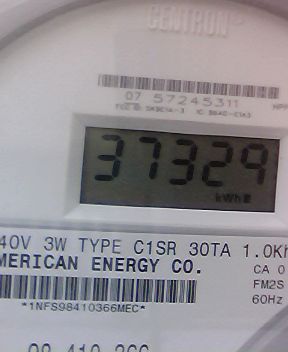 CENTRON
07 57245311
37329
kWh
40V 3W TYPE C1SR 30TA 1.0Kh
MERICAN ENERGY CO.
CA 0
FM2S
60Hz
*1NFS98410366MEC*